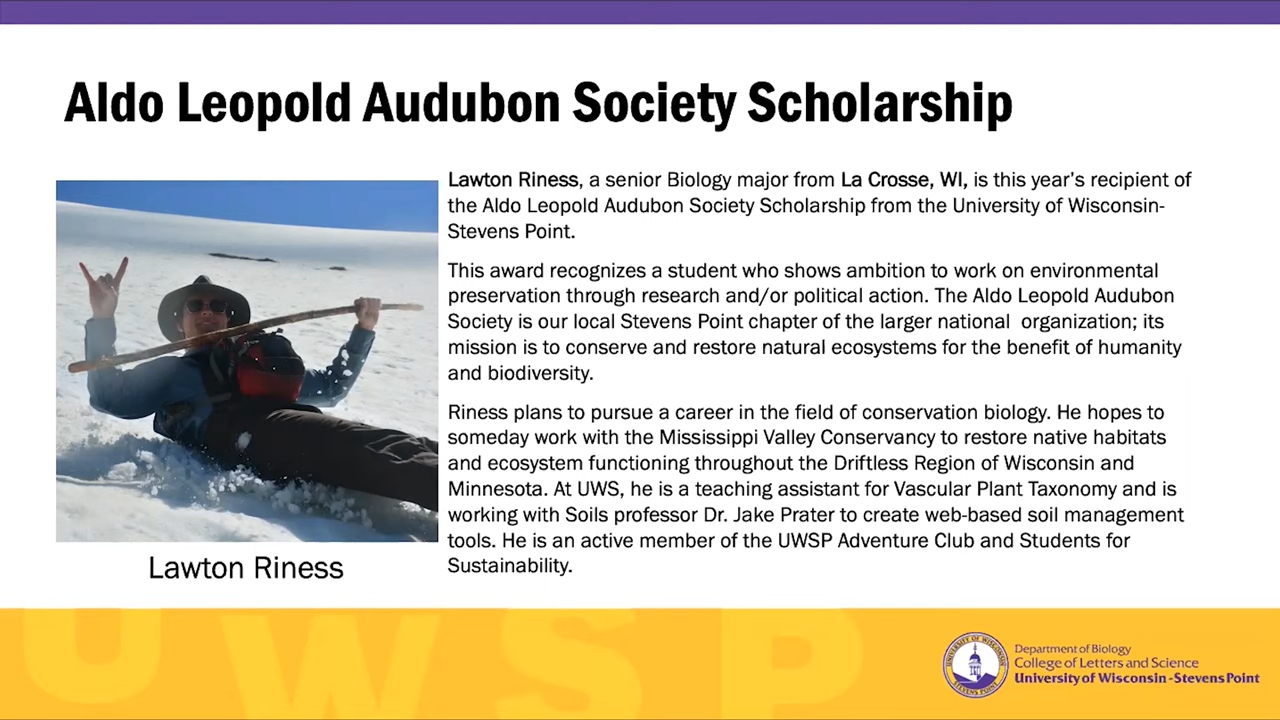 Aldo Leopold Audubon Society Scholarship
Lawton Riness, a senior Biology major from La Crosse, WI, is this year's recipient of
the Aldo Leopold Audubon Society Scholarship from the University of Wisconsin-
Stevens Point.
This award recognizes a student who shows ambition to work on environmental
preservation through research and/or political action. The Aldo Leopold Audubon
Society is our local Stevens Point chapter of the larger national organization; its
mission is to conserve and restore natural ecosystems for the benefit of humanity
and biodiversity.
Riness plans to pursue a career in the field of conservation biology. He hopes to
someday work with the Mississippi Valley Conservancy to restore native habitats
and ecosystem functioning throughout the Driftless Region of Wisconsin and
Minnesota. At UWS, he is a teaching assistant for Vascular Plant Taxonomy and is
working with Soils professor Dr. Jake Prater to create web-based soil management
tools. He is an active member of the UWSP Adventure Club and Students for
Sustainability.
Lawton Riness
UWSP
UNIVERSITY OF WISCONSIN
STEVENS POINT
Department of Biology
College of Letters and Science
University of Wisconsin-Stevens Point